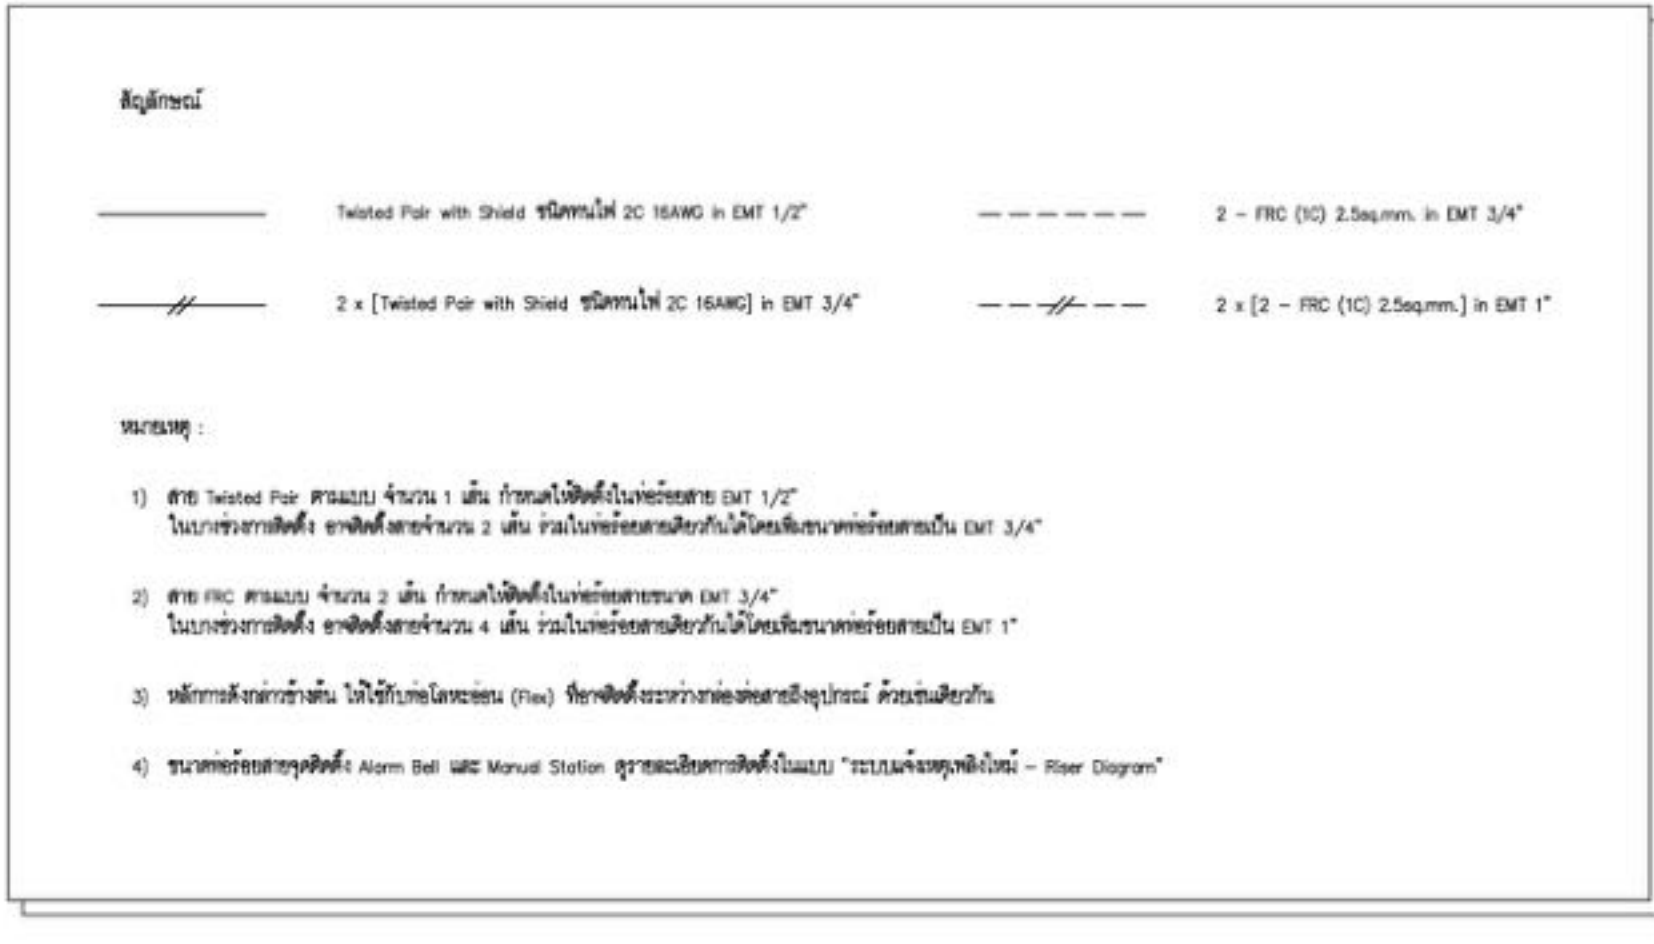 สัญลักษณ์
Twisted Pair with Shield ชนิดทนไฟ 2C 16AWG in EMT 1/2"
2 - FRC (1C) 2.5sq.mm. in EMT 3/4"
2 x [Twisted Pair with Shield ชนิดทนไฟ 2C 16AWG] in EMT 3/4"
2 x [2 - FRC (1C) 2.5sq.mm.] in EMT 1"
หมายเหตุ :
1) สาย Twisted Pair ตามแบบ จำนวน 1 เส้น กำหนดให้ติดตั้งในท่อร้อยสาย EMT 1/2"
ในบางช่วงการติดตั้ง อาจติดตั้งสายจำนวน 2 เส้น ร่วมในท่อร้อยสายเดียวกันได้โดยเพิ่มขนาดท่อร้อยสายเป็น EMT 3/4"
2) สาย FRC ตามแบบ จำนวน 2 เส้น กำหนดให้ติดตั้งในท่อร้อยสายขนาด EMT 3/4"
ในบางช่วงการติดตั้ง อาจติดตั้งสายจำนวน 4 เส้น ร่วมในท่อร้อยสายเดียวกันได้โดยเพิ่มขนาดท่อร้อยสายเป็น EMT 1"
3) หลักการดังกล่าวข้างต้น ให้ใช้กับท่อโลหะอ่อน (Flex) ที่อาจติดตั้งระหว่างกล่องต่อสายถึงอุปกรณ์ ด้วยเช่นเดียวกัน
4) ขนาดท่อร้อยสายจุดติดตั้ง Alarm Bell และ Manual Station ดูรายละเอียดการติดตั้งในแบบ "ระบบแจ้งเหตุเพลิงไหม้ - Riser Diagram"